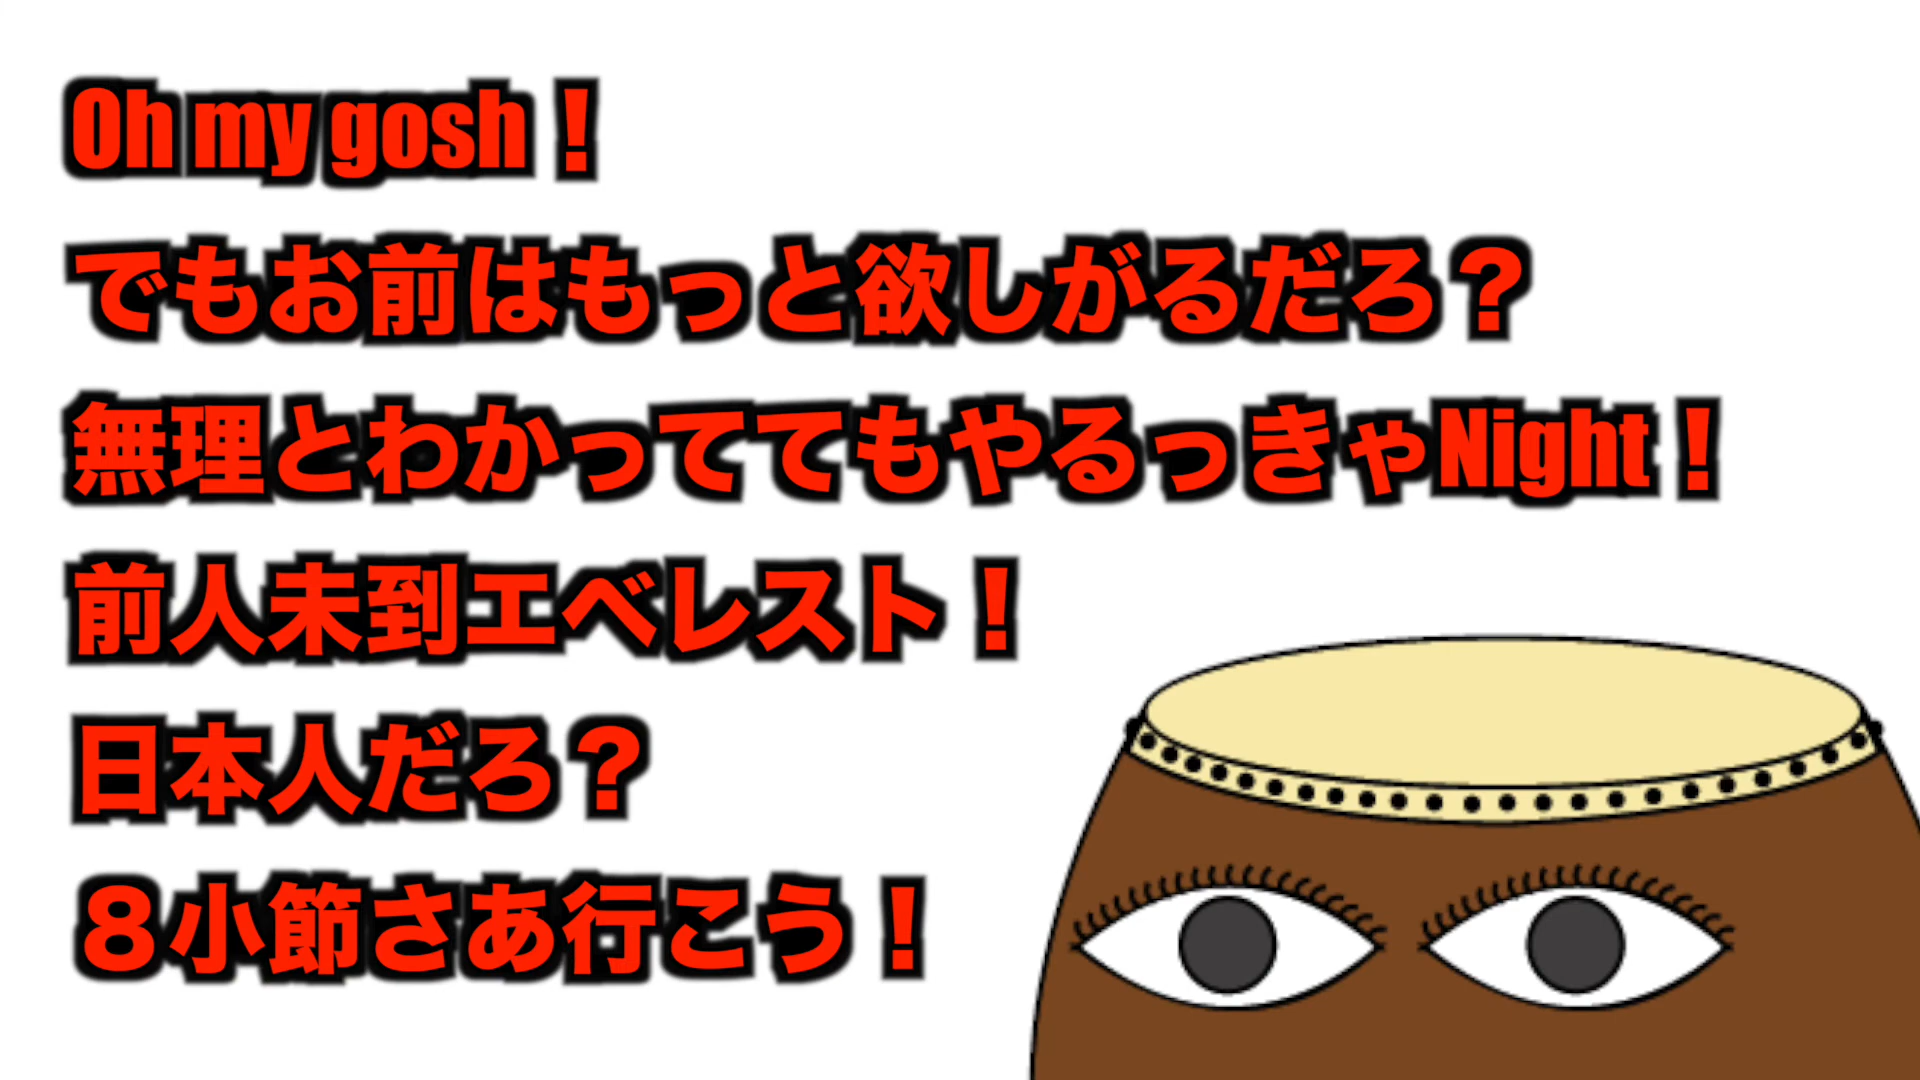 Oh my gosh！
でもお前はもっと欲しがるだろ？
無理とわかっててもやるっきゃNight！
前人未到エベレスト！
日本人だろ？
８小節さあ行こう！